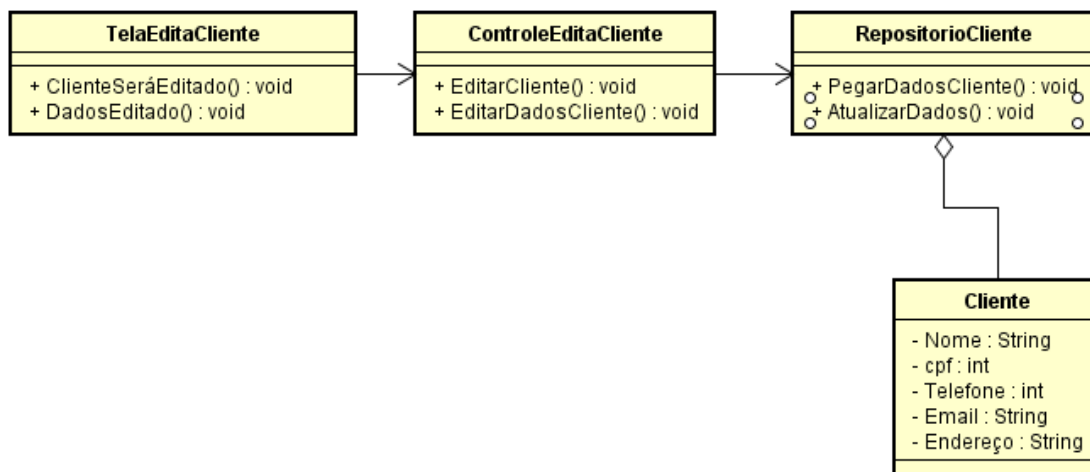 TelaEditaCliente
+ ClienteSeráEditado() : void
+ DadosEditado() : void
ControleEditaCliente
+ EditarCliente() : void
+ EditarDadosCliente() : void
RepositorioCliente
+ PegarDadosCliente() : void
+ AtualizarDados() : void
Cliente
- Nome : String
- cpf : int
- Telefone : int
- Email : String
- Endereço : String